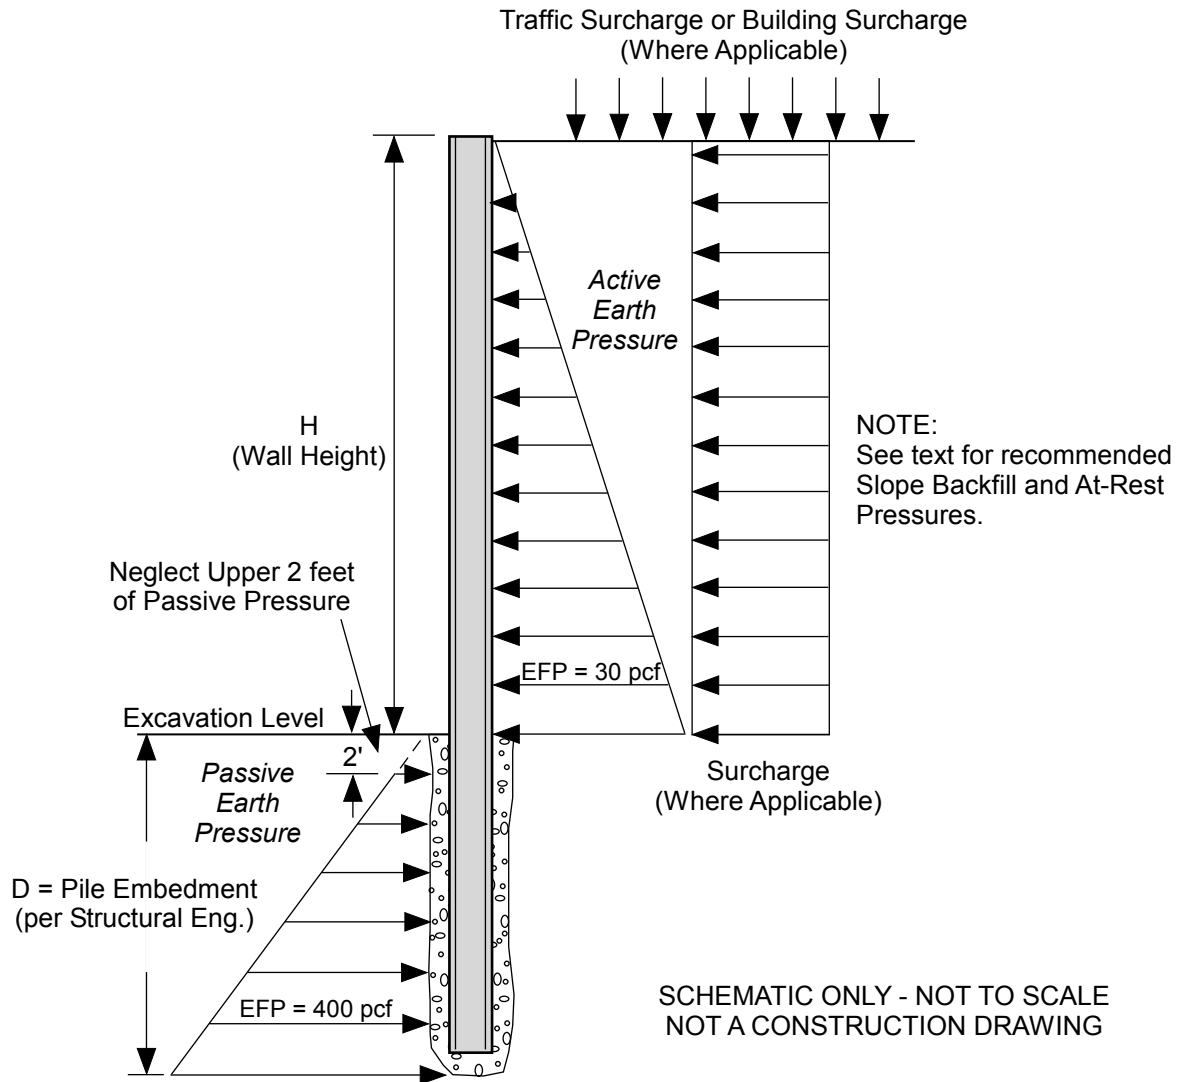 Traffic Surcharge or Building Surcharge
(Where Applicable)
Active
Earth
Pressure
H
(Wall Height)
NOTE:
See text for recommended
Slope Backfill and At-Rest
Pressures.
Neglect Upper 2 feet
of Passive Pressure
EFP = 30 pcf
Excavation Level
2'
Passive
Earth
Pressure
Surcharge
(Where Applicable)
D = Pile Embedment
(per Structural Eng.)
EFP = 400 pcf
SCHEMATIC ONLY - NOT TO SCALE
NOT A CONSTRUCTION DRAWING